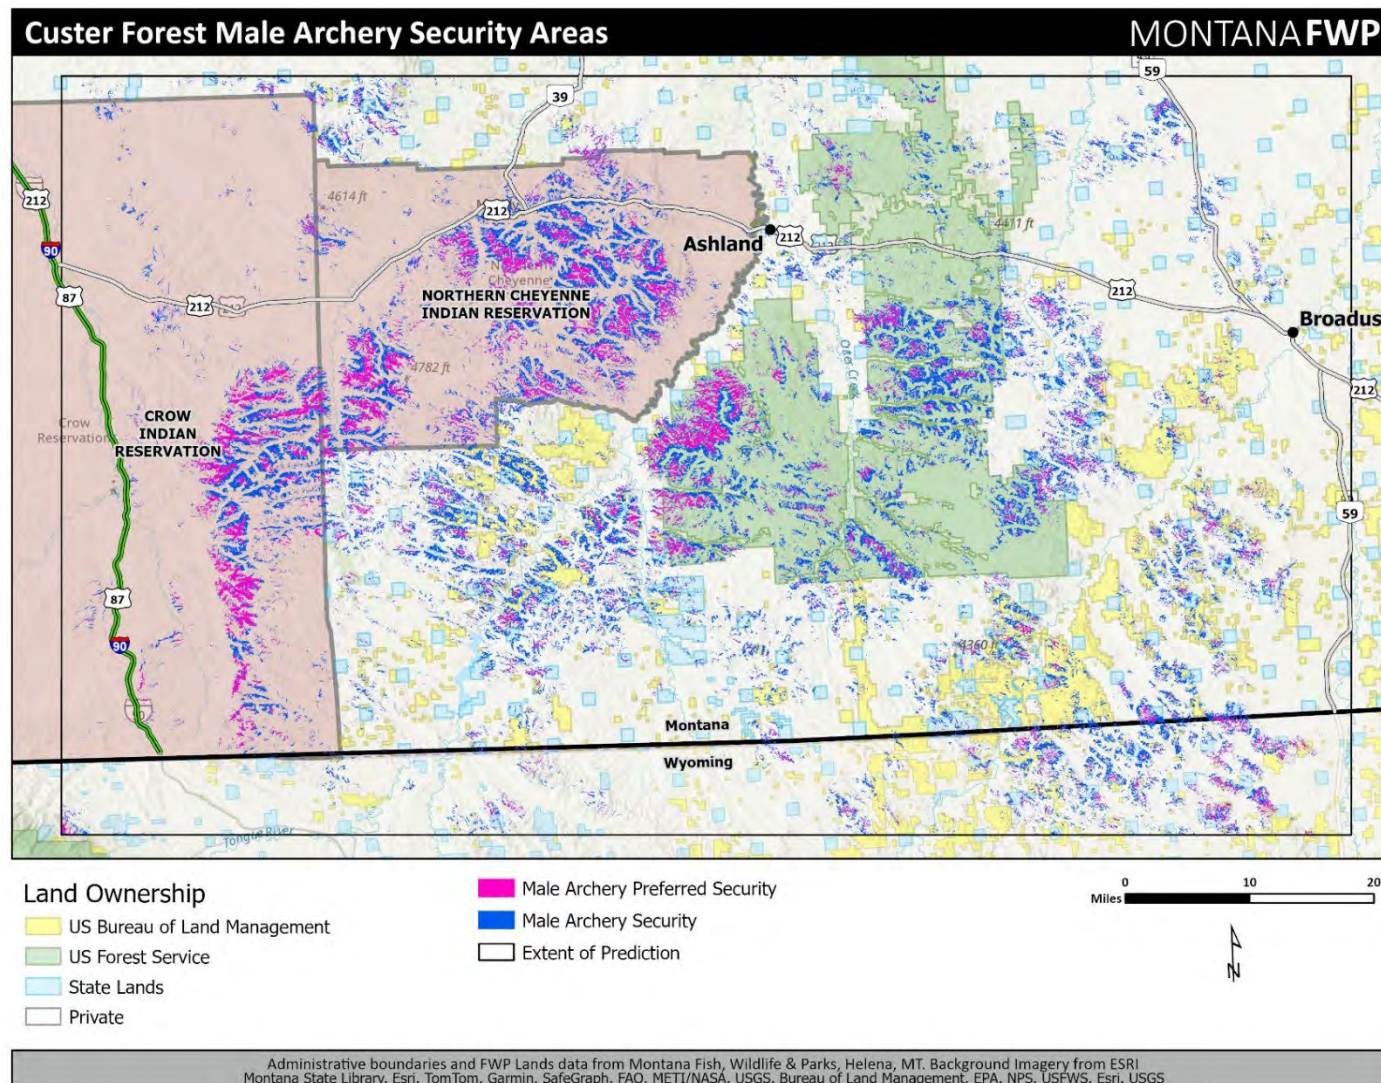 Custer Forest Male Archery Security Areas
MONTANA FWP
59
39
212
4614 ft
212
4411 ft
Ashland
212
90
Northern
Cheyenne
NORTHERN CHEYENNE
INDIAN RESERVATION
87
212
212
Broadus
Otter Creek
4782 ft
212
CROW
INDIAN
RESERVATION
Crow
Reservation
59
87
90
4360 ft
Montana
Wyoming
Tongue River
Land Ownership
US Bureau of Land Management
US Forest Service
State Lands
Private
Male Archery Preferred Security
Male Archery Security
Extent of Prediction
0 10 20
Miles
N
Administrative boundaries and FWP Lands data from Montana Fish, Wildlife & Parks, Helena, MT. Background Imagery from ESRI
Montana State Library, Esri, TomTom, Garmin, SafeGraph, FAO, METI/NASA, USGS, Bureau of Land Management, EPA, NPS, USFWS, Esri, USGS